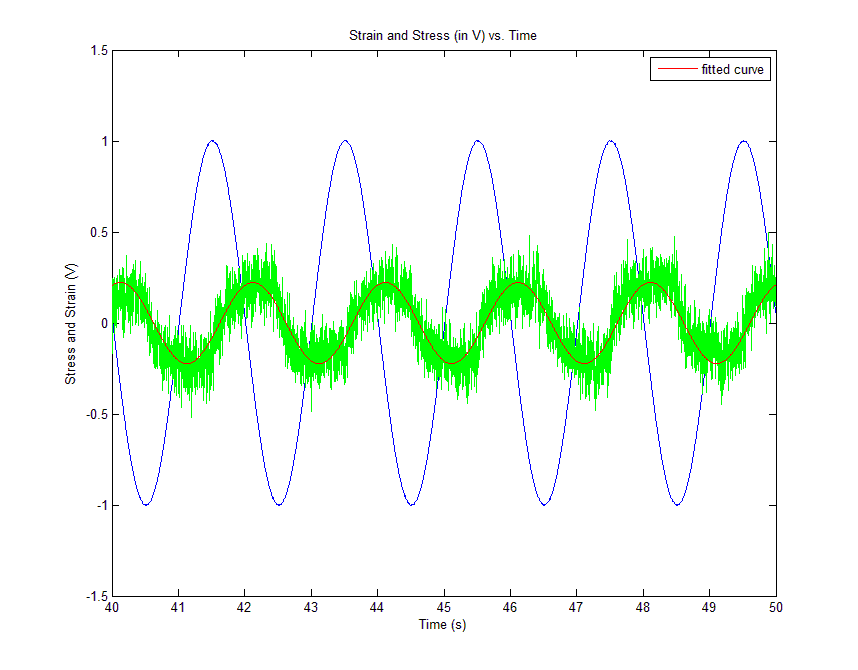 Strain and Stress (in V) vs. Time
fitted curve
Stress and Strain (V)
1.5
1
0.5
0
-0.5
-1
-1.5
40 41 42 43 44 45 46 47 48 49 50
Time (s)